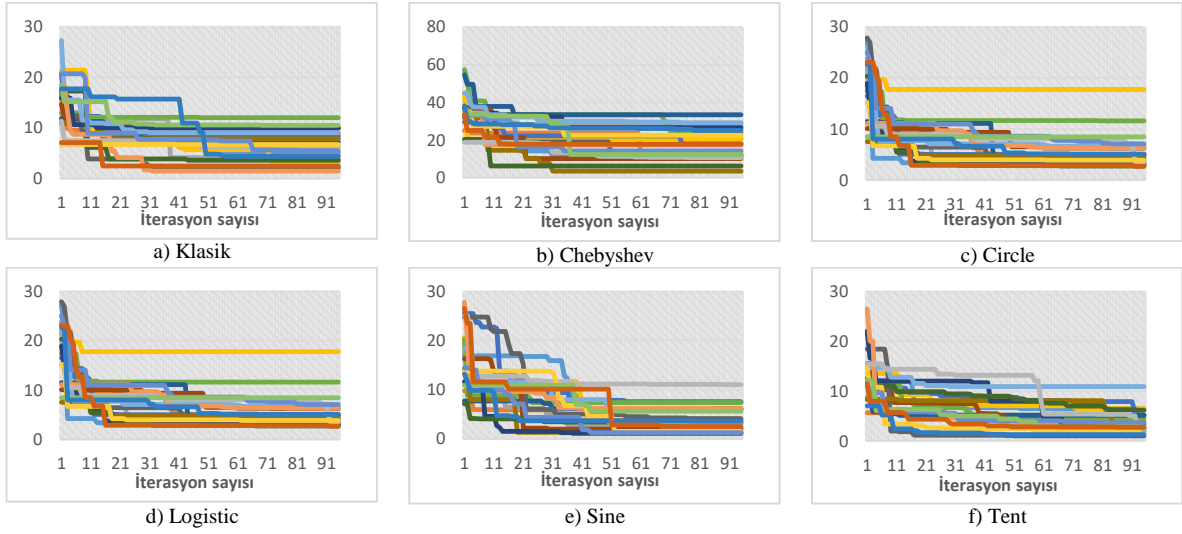 30
20
10
0
1 11 21 31 41 51 61 71 81 91
İterasyon sayısı
a) Klasik
80
60
40
20
0
1 11 21 31 41 51 61 71 81 91
İterasyon sayısı
b) Chebyshev
30
20
10
0
1 11 21 31 41 51 61 71 81 91
İterasyon sayısı
c) Circle
30
20
10
0
1 11 21 31 41 51 61 71 81 91
İterasyon sayısı
d) Logistic
30
20
10
0
1 11 21 31 41 51 61 71 81 91
İterasyon sayısı
e) Sine
30
20
10
0
1 11 21 31 41 51 61 71 81 91
İterasyon sayısı
f) Tent